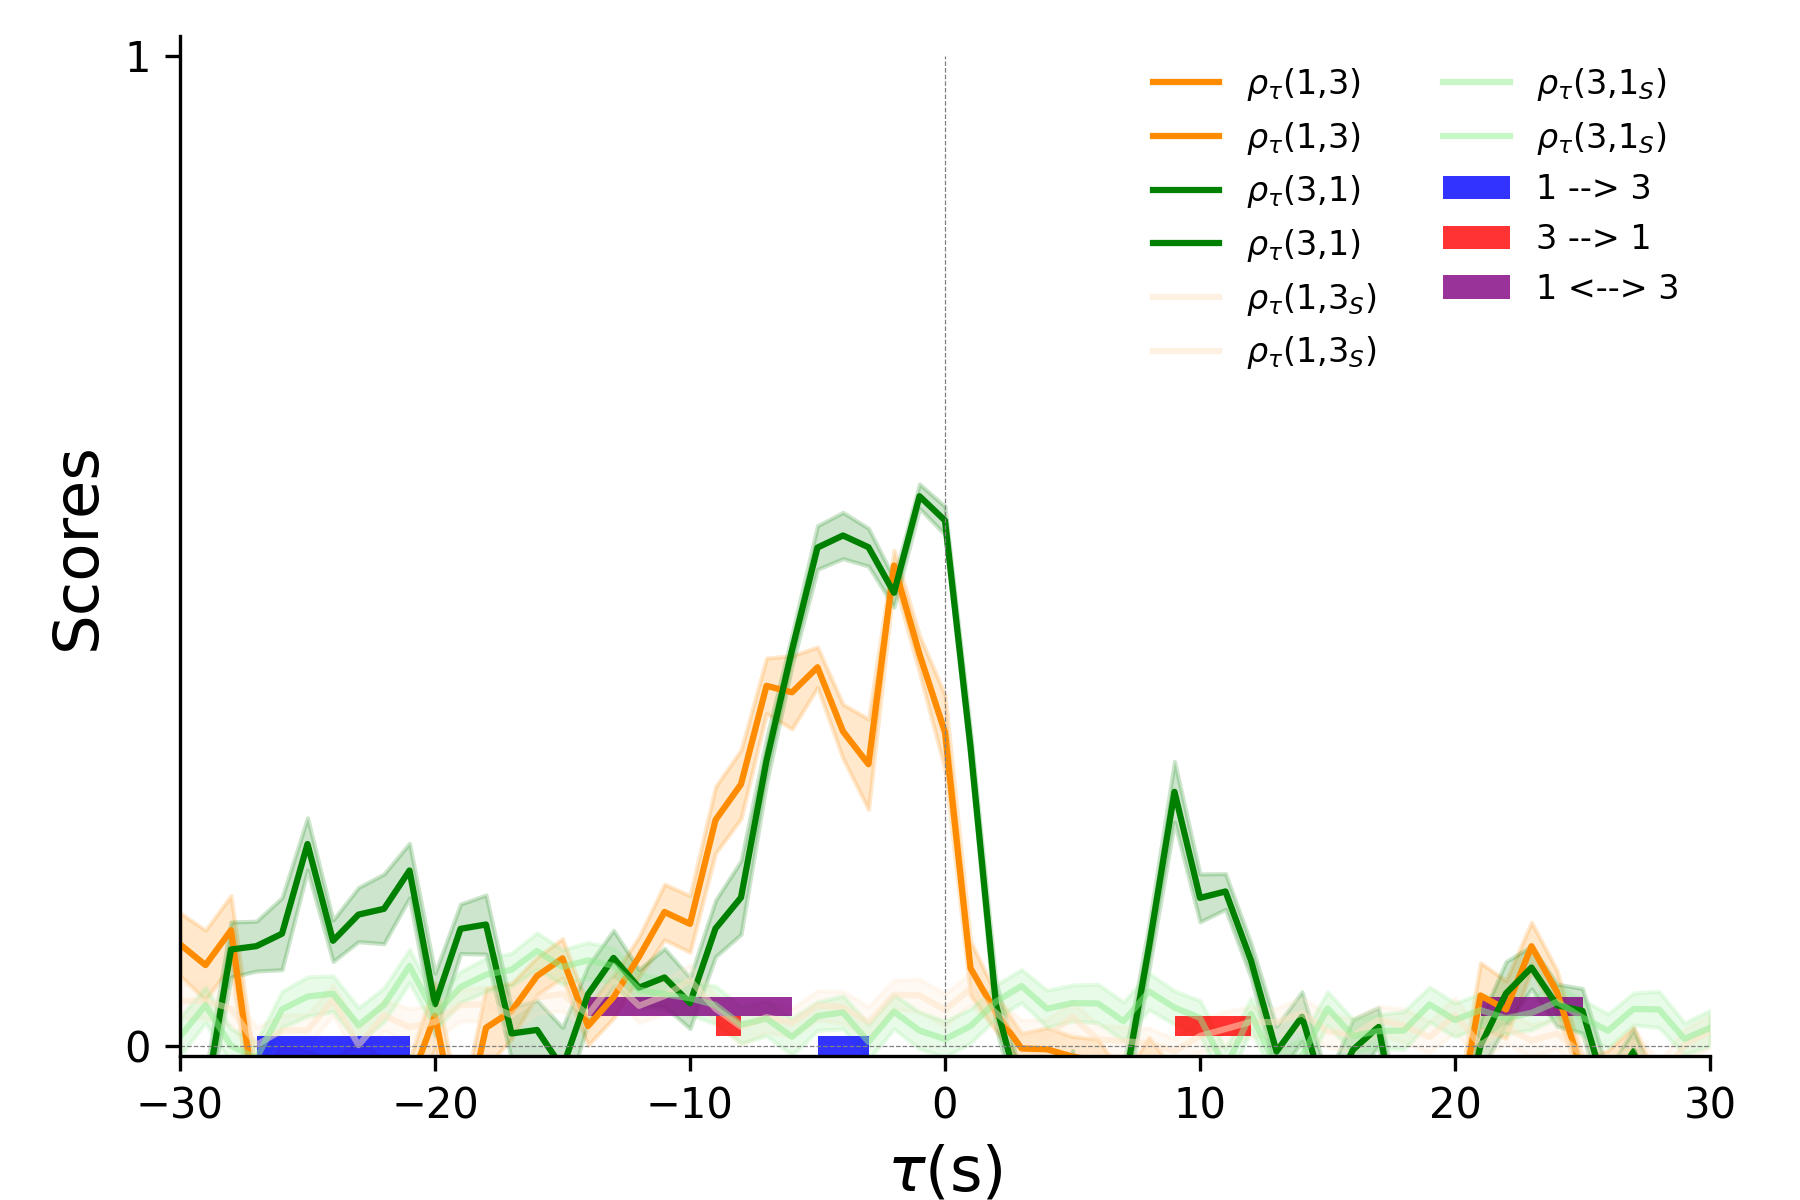 1
ρτ(1,3)
ρτ(1,3)
ρτ(3,1)
ρτ(3,1)
ρτ(1,3S)
ρτ(1,3S)
ρτ(3,1S)
ρτ(3,1S)
1 --> 3
3 --> 1
1 <--> 3
Scores
0
−30 −20 −10 0 10 20 30
τ(s)